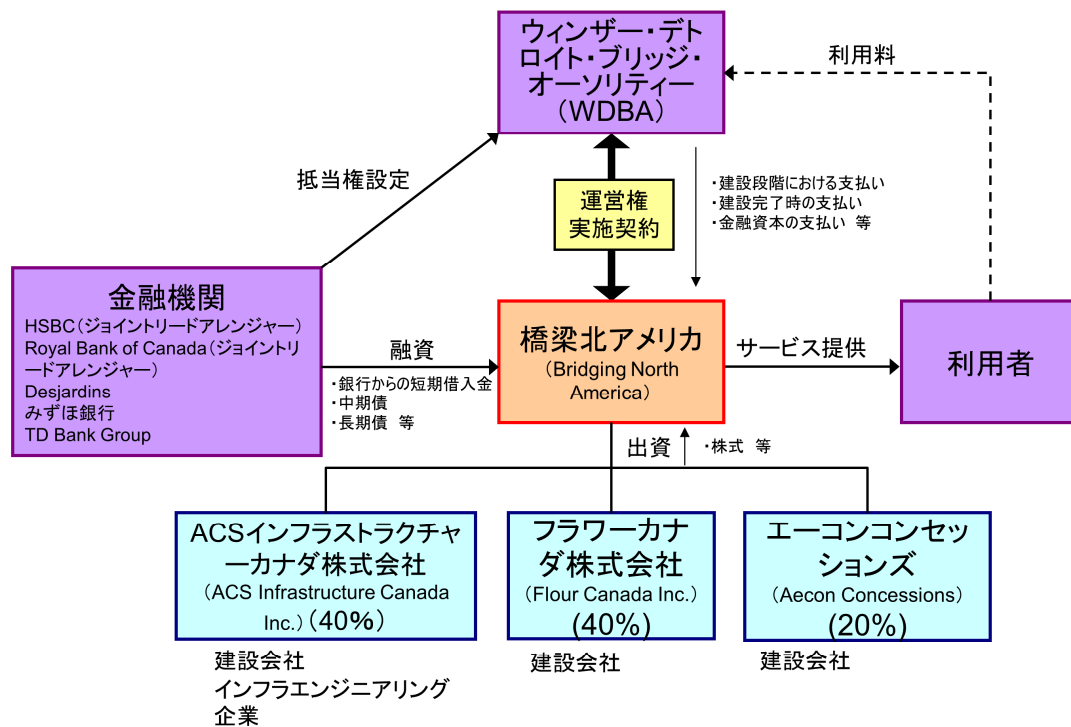 ウィンザー・デト
ロイト・ブリッジ・
オーソリティー
（WDBA）
利用料
抵当権設定
運営権
実施契約
・建設段階における支払い
・建設完了時の支払い
・金融資本の支払い 等
金融機関
HSBC（ジョイントリードアレンジャー）
Royal Bank of Canada（ジョイントリ
ードアレンジャー）
Desjardins
みずほ銀行
TD Bank Group
融資
・銀行からの短期借入金
・中期債
・長期債 等
橋梁北アメリカ
（Bridging North
America）
サービス提供
利用者
出資
・株式 等
ACSインフラストラクチャ
ーカナダ株式会社
（ACS Infrastructure Canada
Inc.）（40%）
フラワーカナ
ダ株式会社
（Flour Canada Inc.）
(40%)
エーコンコンセッ
ションズ
（Aecon Concessions）
(20%)
建設会社
インフラエンジニアリング
企業
建設会社
建設会社